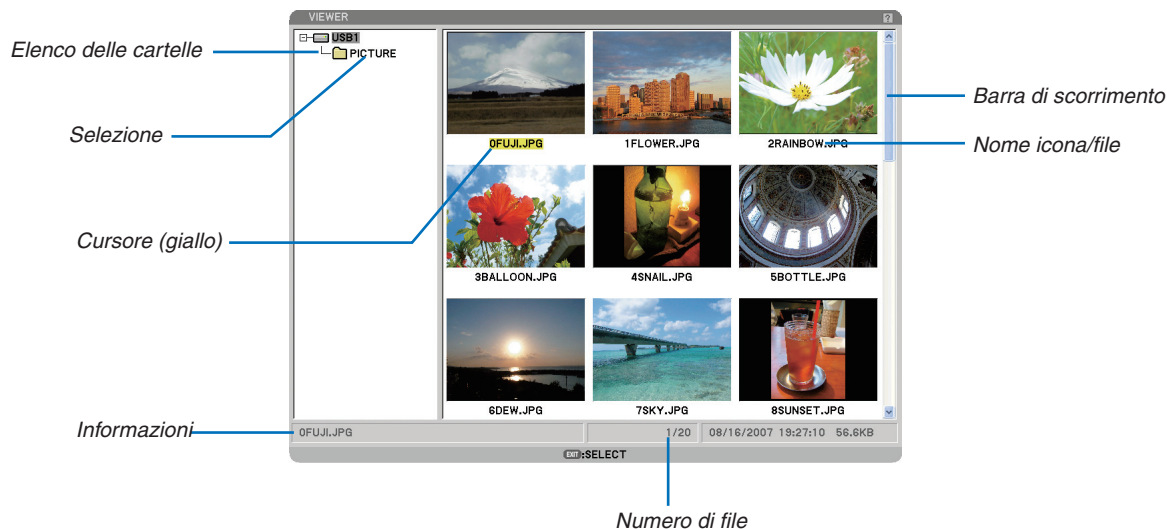 VIEWER
?
USB1
PICTURE
Elenco delle cartelle
Selezione
Cursore (giallo)
Informazioni
Barra di scorrimento
Nome icona/file
0FUJI.JPG
1FLOWER.JPG
2RAINBOW.JPG
3BALLOON.JPG
4SNAIL.JPG
5BOTTLE.JPG
6DEW.JPG
7SKY.JPG
8SUNSET.JPG
0FUJI.JPG
1/20
08/16/2007 19:27:10 56.6KB
EXIT:SELECT
Numero di file